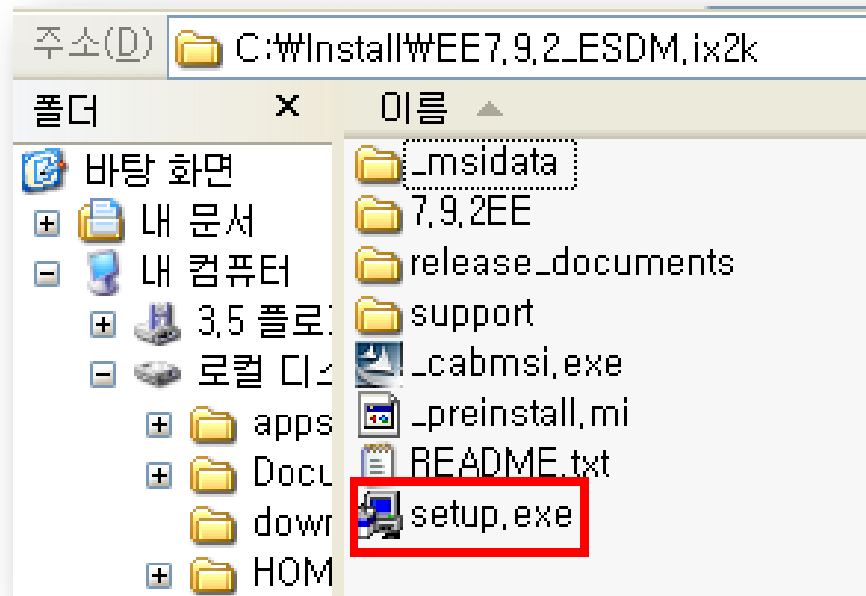 주소(D) C:₩Install₩EE7.9.2_ESDM.ix2k
폴더 x 이름
바탕 화면
내 문서
내 컴퓨터
3.5 플로
로컬 디
apps
Docu
down
HOM
_msidata
7.9.2EE
release_documents
support
_cabmsi.exe
_preinstall.mi
README.txt
setup.exe